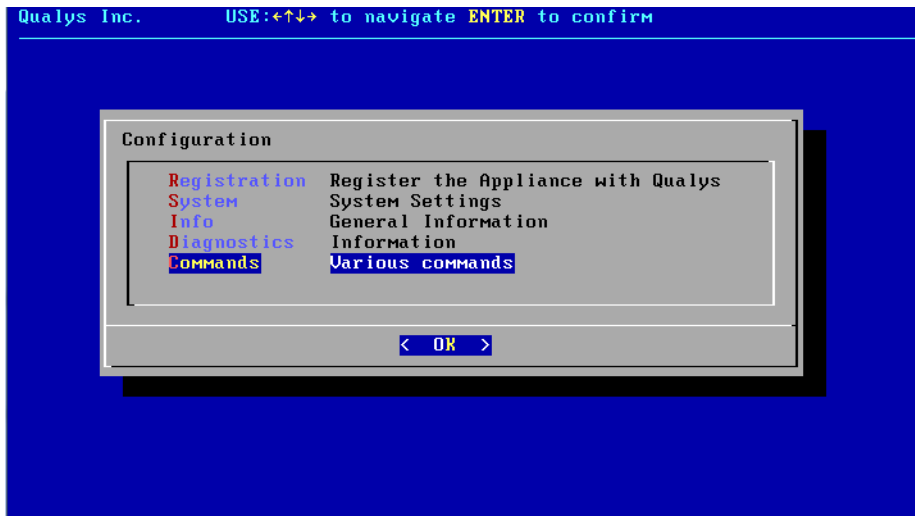 Qualys Inc. USE:←↑↓→ to navigate ENTER to confirm
Configuration
Registration Register the Appliance with Qualys
System System Settings
Info General Information
Diagnostics Information
Commands Various commands
< OK >